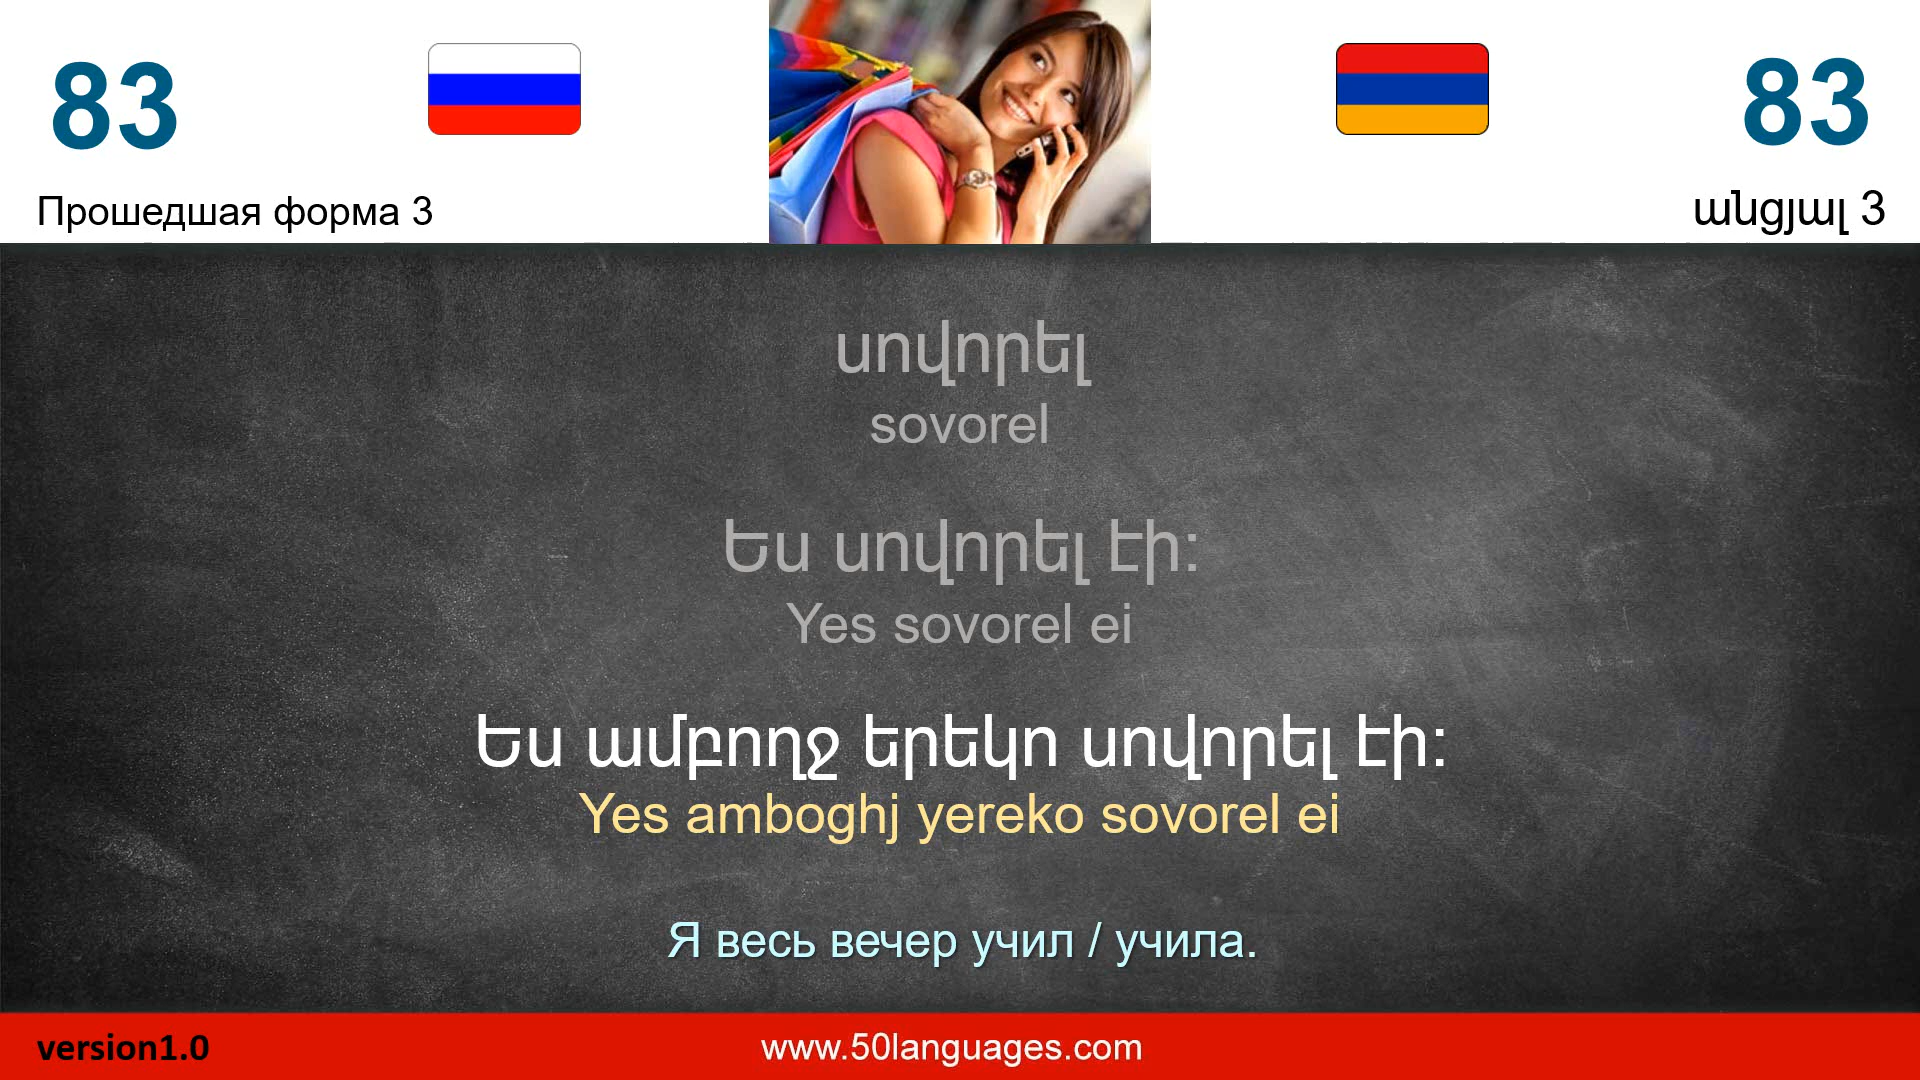 83
83
Прошедшая форма 3
անցյալ 3
սովորել
sovorel
Ես սովորել էի:
Yes sovorel ei
Ես ամբողջ երեկո սովորել էի:
Yes amboghj yereko sovorel ei
Я весь вечер учил / учила.
version1.0
www.50languages.com